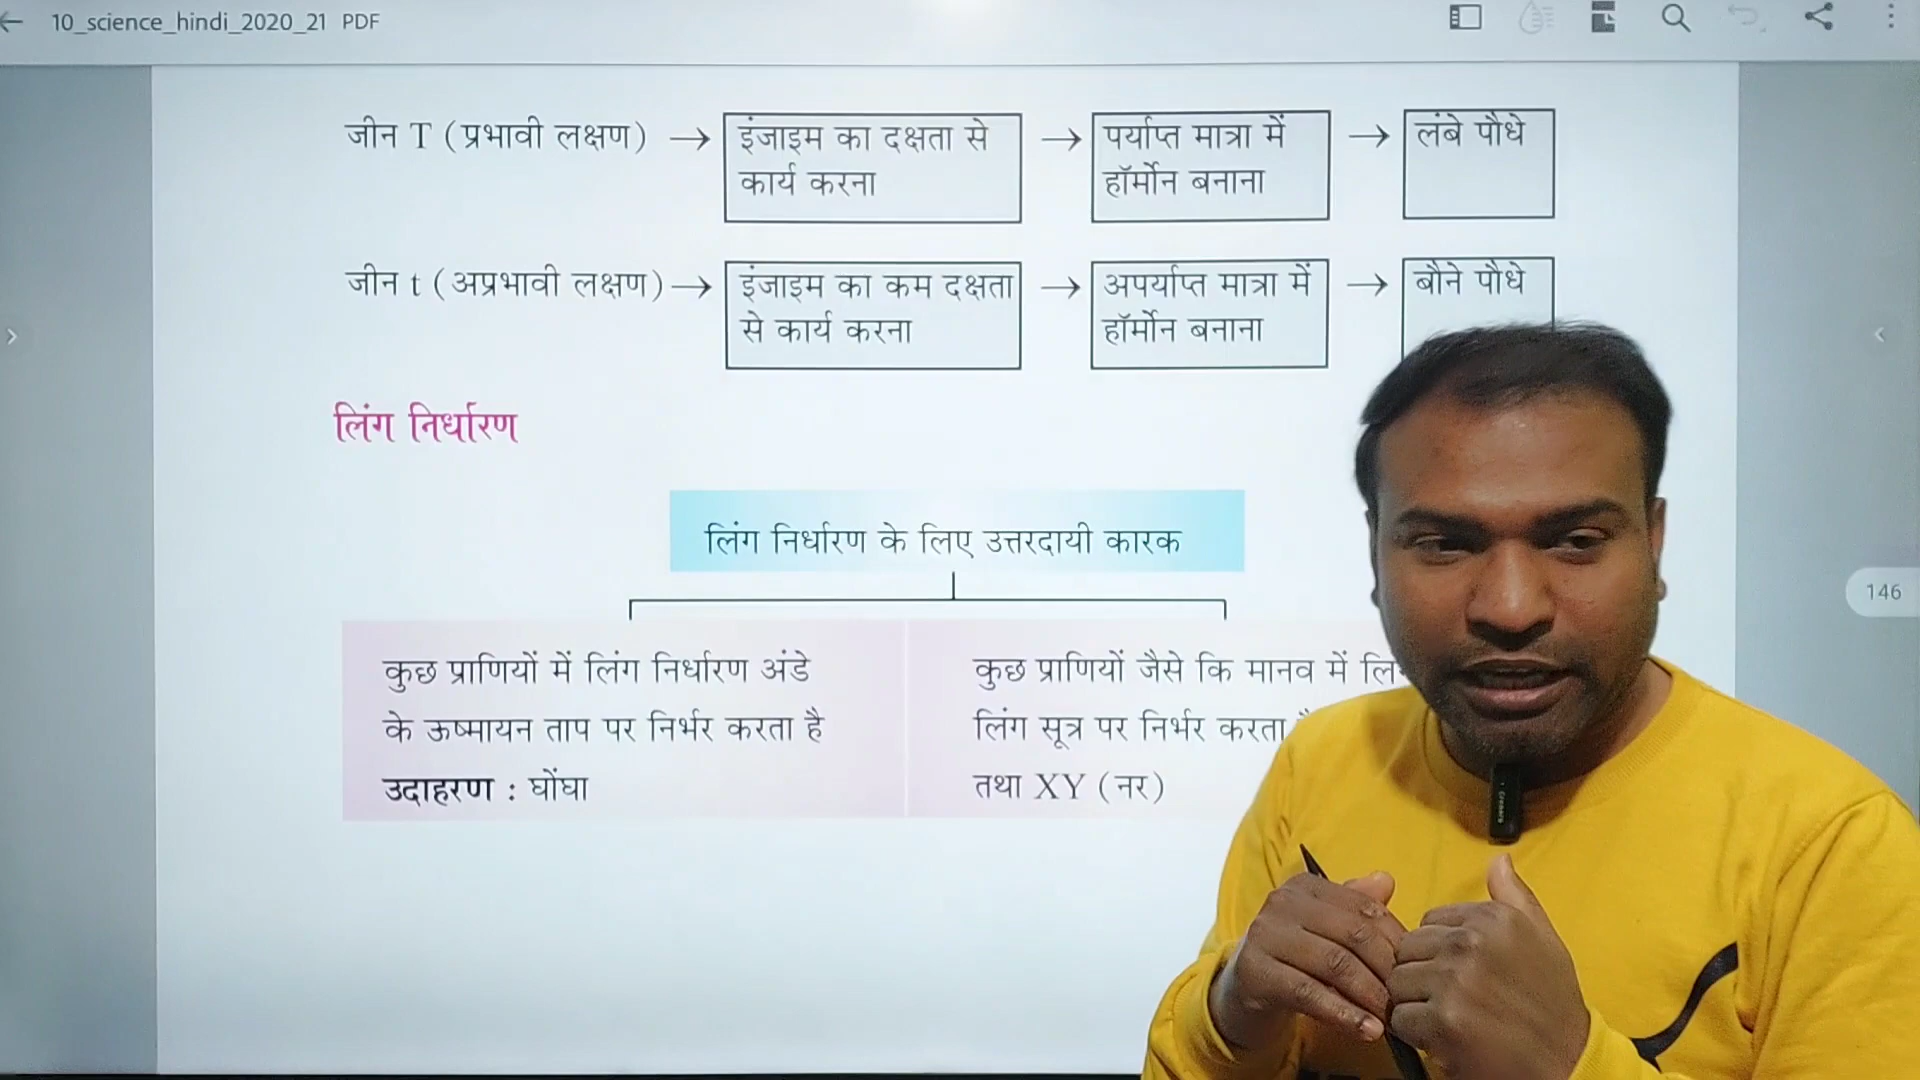 10_science_hindi_2020_21 PDF
जीन T (प्रभावी लक्षण) → इंजाइम का दक्षता से → पर्याप्त मात्रा में → लंबे पौधे
कार्य करना हॉर्मोन बनाना
जीन t (अप्रभावी लक्षण) → इंजाइम का कम दक्षता → अपर्याप्त मात्रा में → बौने पौधे
से कार्य करना हॉर्मोन बनाना
लिंग निर्धारण
लिंग निर्धारण के लिए उत्तरदायी कारक
कुछ प्राणियों में लिंग निर्धारण अंडे
के ऊष्मायन ताप पर निर्भर करता है
उदाहरण : घोंघा
कुछ प्राणियों जैसे कि मानव में
लिंग सूत्र पर निर्भर करता
तथा XY (नर)
146